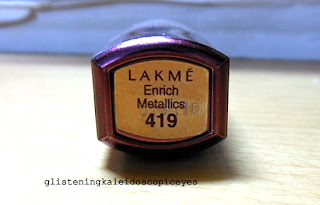 LAKMÉ
Enrich
Metallics
419
glisteningkaleidoscopiceyes